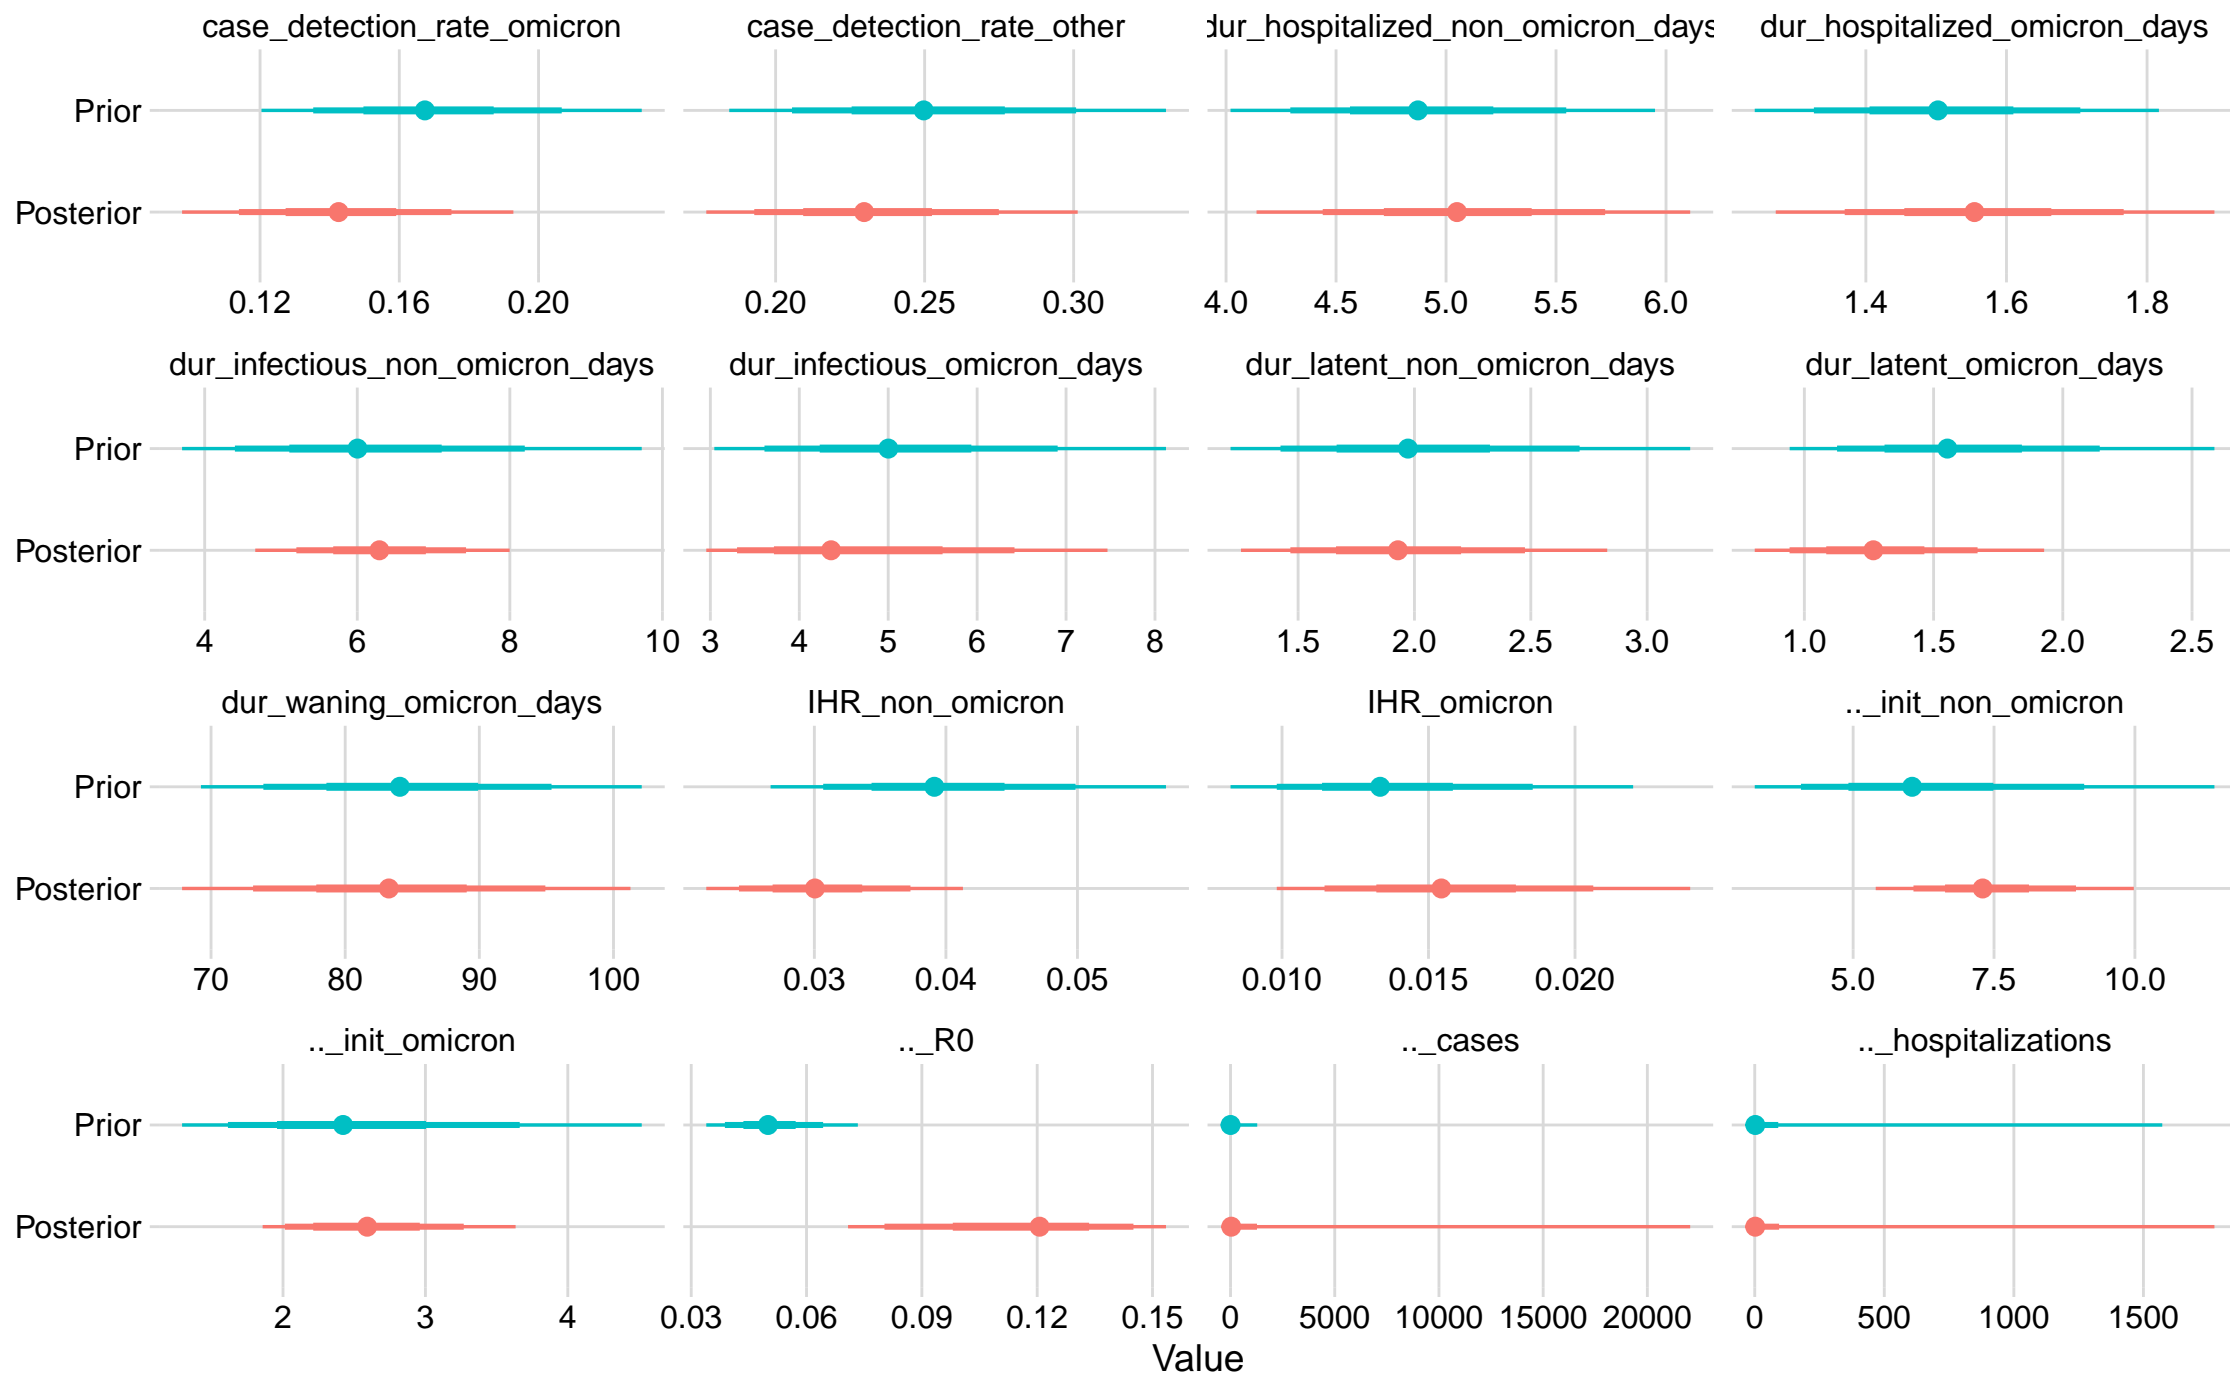 case_detection_rate_omicron case_detection_rate_other dur_hospitalized_non_omicron_days dur_hospitalized_omicron_days
Prior
Posterior
0.12 0.16 0.20 0.20 0.25 0.30 4.0 4.5 5.0 5.5 6.0 1.4 1.6 1.8
dur_infectious_non_omicron_days dur_infectious_omicron_days dur_latent_non_omicron_days dur_latent_omicron_days
Prior
Posterior
4 6 8 10 3 4 5 6 7 8 1.5 2.0 2.5 3.0 1.0 1.5 2.0 2.5
dur_waning_omicron_days IHR_non_omicron IHR_omicron .._init_non_omicron
Prior
Posterior
70 80 90 100 0.03 0.04 0.05 0.010 0.015 0.020 5.0 7.5 10.0
.._init_omicron .._R0 .._cases .._hospitalizations
Prior
Posterior
2 3 4 0.03 0.06 0.09 0.12 0.15 0 5000 10000 15000 20000 0 500 1000 1500
Value